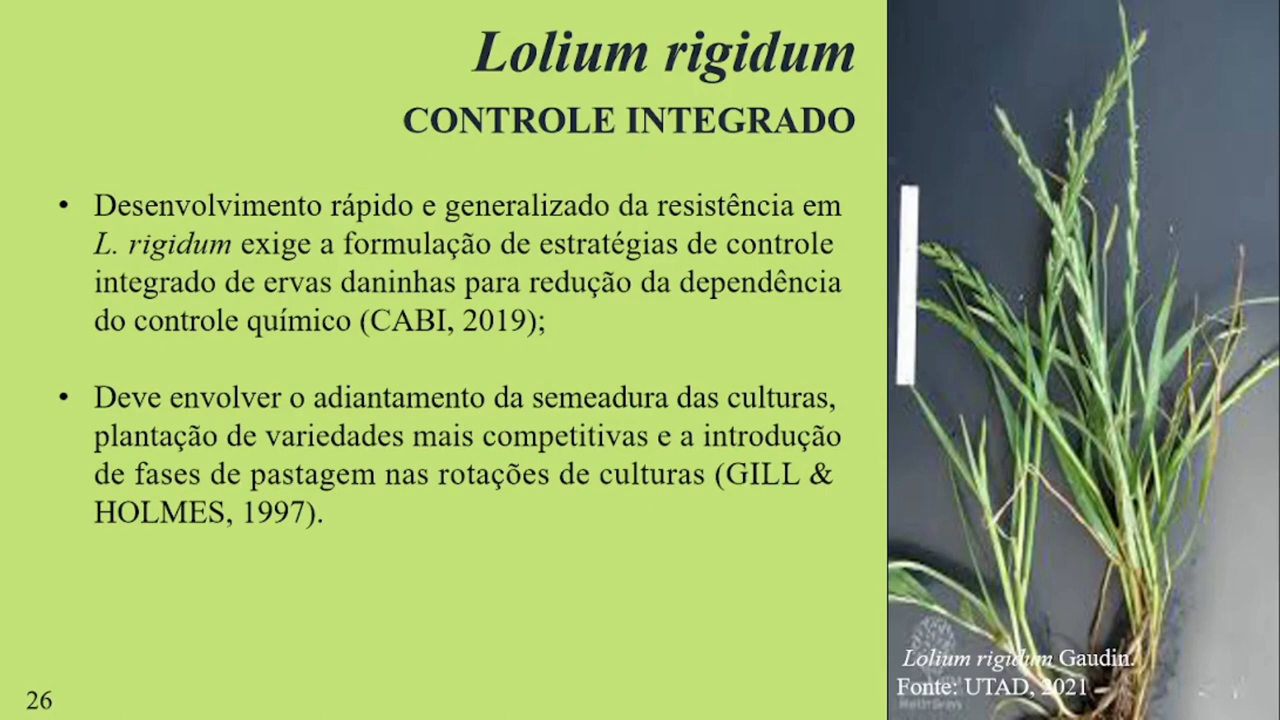 Lolium rigidum
CONTROLE INTEGRADO
• Desenvolvimento rápido e generalizado da resistência em
L. rigidum exige a formulação de estratégias de controle
integrado de ervas daninhas para redução da dependência
do controle químico (CABI, 2019);
• Deve envolver o adiantamento da semeadura das culturas,
plantação de variedades mais competitivas e a introdução
de fases de pastagem nas rotações de culturas (GILL &
HOLMES, 1997).
Lolium rigidum Gaudin.
Fonte: UTAD, 2021
26